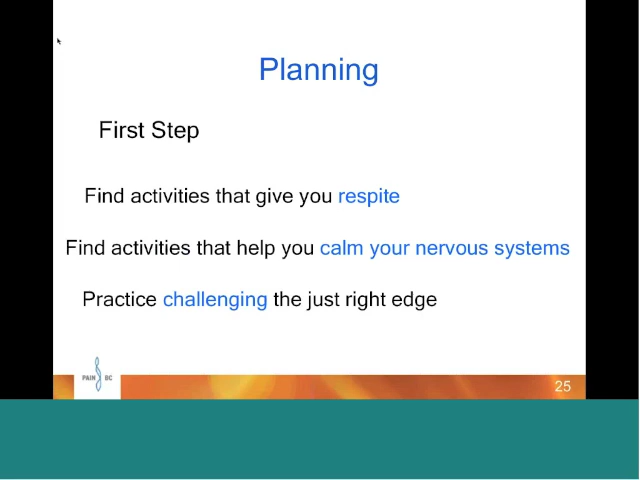 Planning
First Step
Find activities that give you respite
Find activities that help you calm your nervous systems
Practice challenging the just right edge
PAIN BC
25